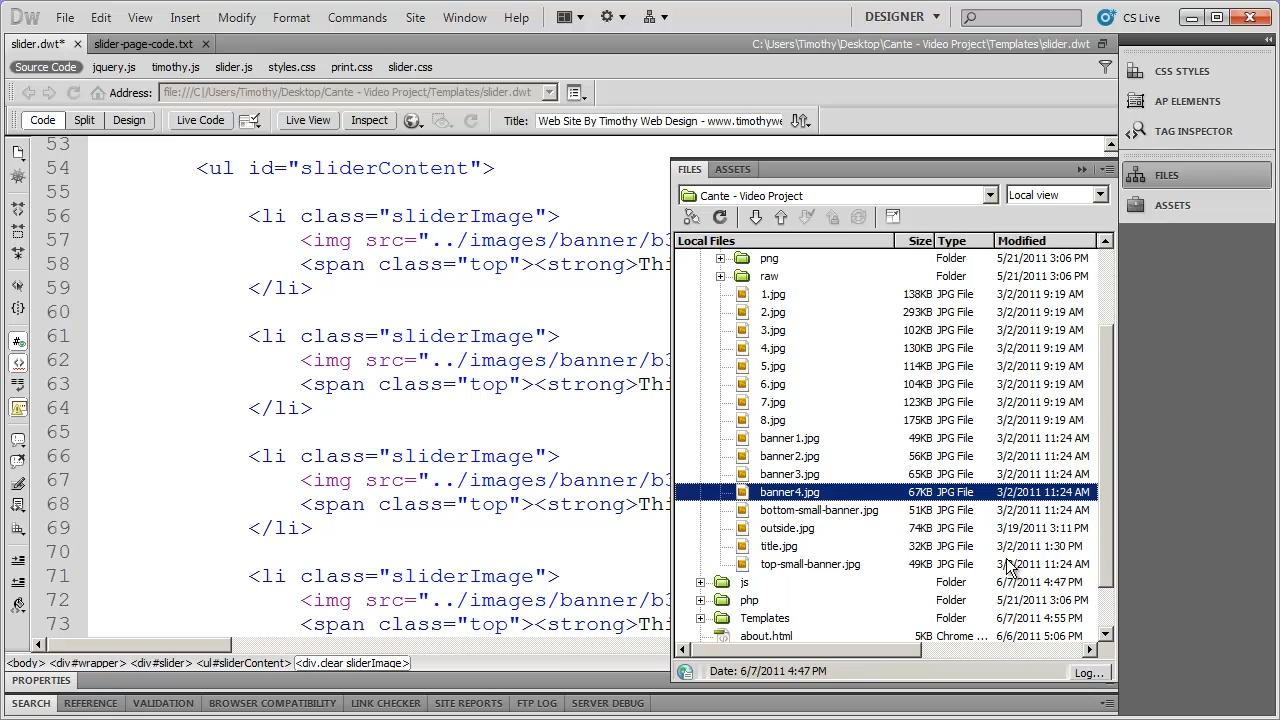 Dw File Edit View Insert Modify Format Commands Site Window Help DESIGNER CS Live
slider.dwt* slider-page-code.txt C:\Users\Timothy\Desktop\Cante - Video Project\Templates\slider.dwt
Source Code jquery.js timothy.js slider.js styles.css print.css slider.css
Address: file:///C|/Users/Timothy/Desktop/Cante - Video Project/Templates/slider.dwt
Code Split Design Live Code Live View Inspect Title: Web Site By Timothy Web Design - www.timothywe
CSS STYLES
AP ELEMENTS
TAG INSPECTOR
FILES
ASSETS
53
54 <ul id="sliderContent">
55
56 <li class="sliderImage">
57 <img src="../images/banner/b
58 <span class="top"><strong>Thi
59 </li>
60
61 <li class="sliderImage">
62 <img src="../images/banner/b
63 <span class="top"><strong>Thi
64 </li>
65
66 <li class="sliderImage">
67 <img src="../images/banner/b
68 <span class="top"><strong>Thi
69 </li>
70
71 <li class="sliderImage">
72 <img src="../images/banner/b
73 <span class="top"><strong>Thi
FILES ASSETS
Cante - Video Project Local view
Local Files Size Type Modified
png Folder 5/21/2011 3:06 PM
raw Folder 5/21/2011 3:06 PM
1.jpg 138KB JPG File 3/2/2011 9:19 AM
2.jpg 293KB JPG File 3/2/2011 9:19 AM
3.jpg 102KB JPG File 3/2/2011 9:19 AM
4.jpg 130KB JPG File 3/2/2011 9:19 AM
5.jpg 114KB JPG File 3/2/2011 9:19 AM
6.jpg 104KB JPG File 3/2/2011 9:19 AM
7.jpg 123KB JPG File 3/2/2011 9:19 AM
8.jpg 175KB JPG File 3/2/2011 9:19 AM
banner1.jpg 49KB JPG File 3/2/2011 11:24 AM
banner2.jpg 56KB JPG File 3/2/2011 11:24 AM
banner3.jpg 65KB JPG File 3/2/2011 11:24 AM
banner4.jpg 67KB JPG File 3/2/2011 11:24 AM
bottom-small-banner.jpg 51KB JPG File 3/2/2011 11:24 AM
outside.jpg 74KB JPG File 3/19/2011 3:11 PM
title.jpg 32KB JPG File 3/2/2011 1:30 PM
top-small-banner.jpg 49KB JPG File 3/2/2011 11:24 AM
js Folder 6/7/2011 4:47 PM
php Folder 5/21/2011 3:06 PM
Templates Folder 6/7/2011 4:55 PM
about.html 5KB Chrome ... 6/6/2011 5:06 PM
Date: 6/7/2011 4:47 PM Log...
<body> <div#wrapper> <div#slider> <ul#sliderContent> <div.clear sliderImage>
PROPERTIES
SEARCH REFERENCE VALIDATION BROWSER COMPATIBILITY LINK CHECKER SITE REPORTS FTP LOG SERVER DEBUG